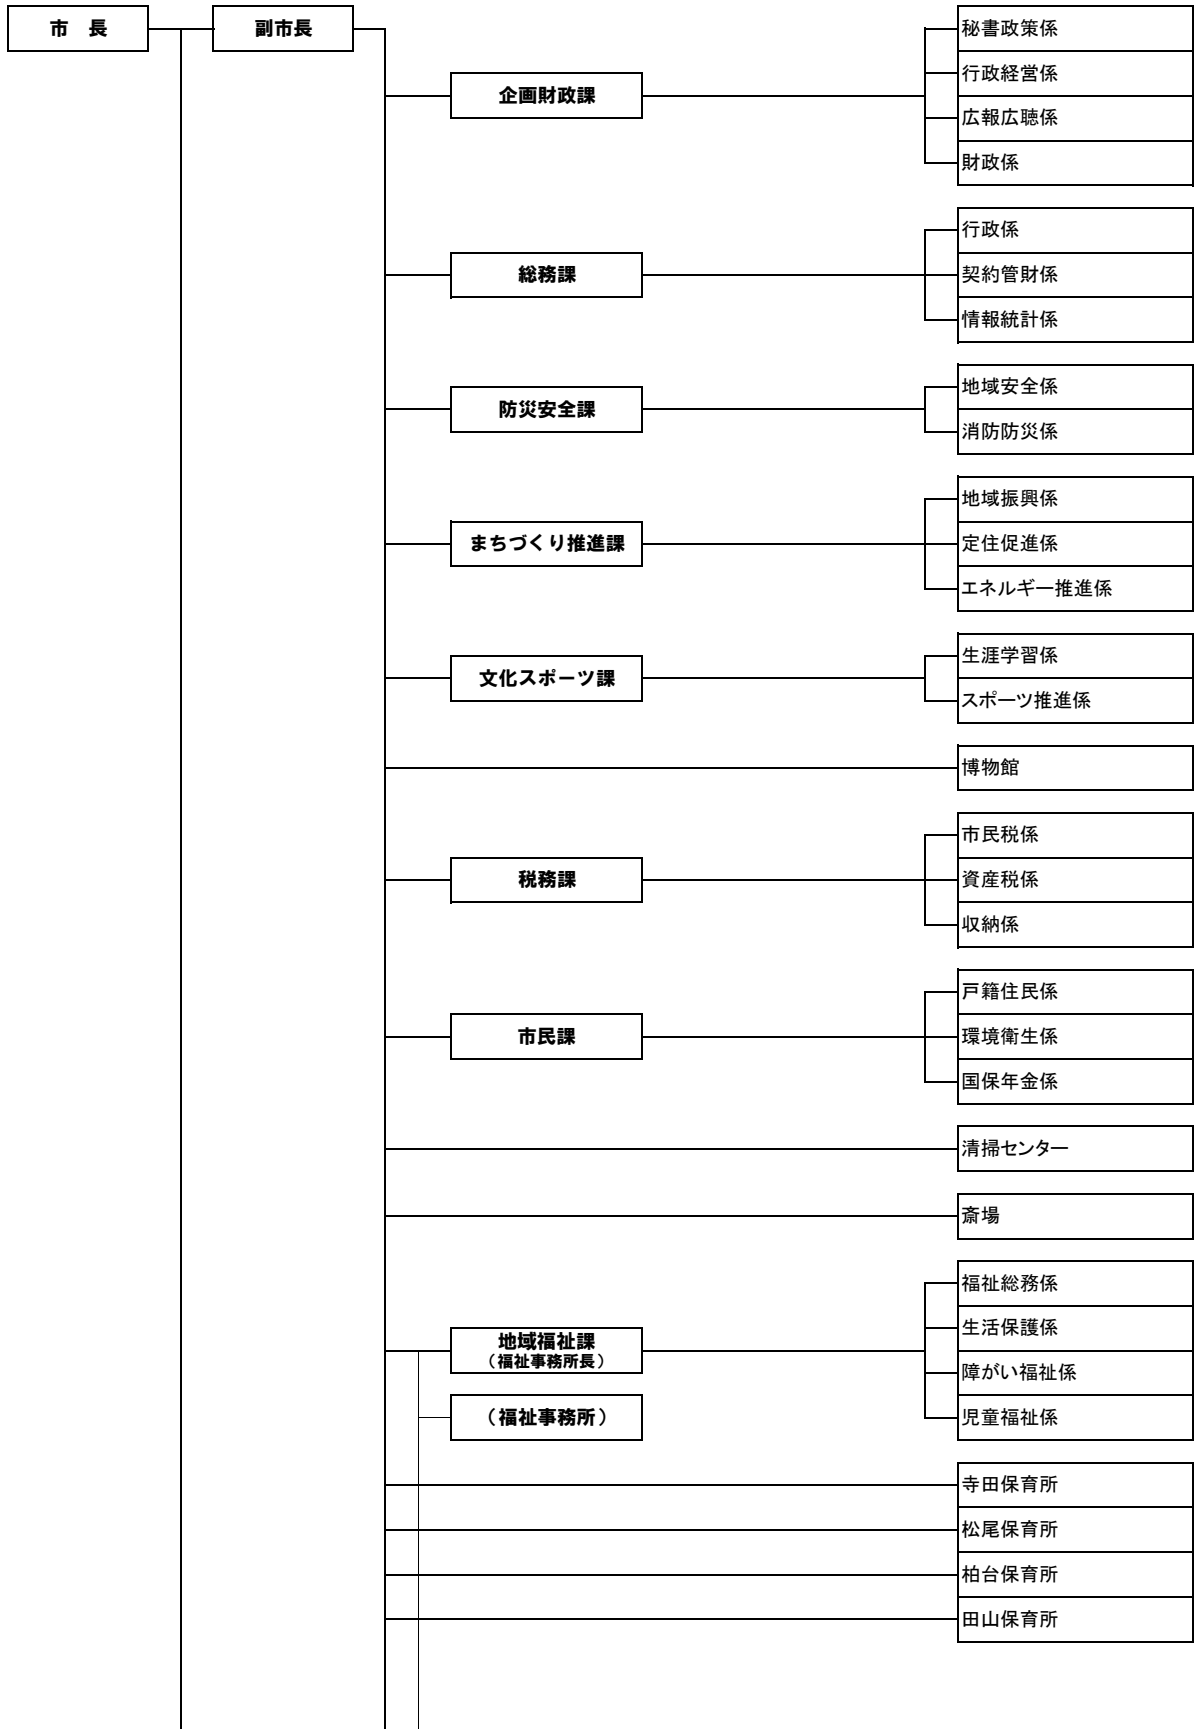 市　長
副市長
企画財政課
秘書政策係
行政経営係
広報広聴係
財政係
総務課
行政係
契約管財係
情報統計係
防災安全課
地域安全係
消防防災係
まちづくり推進課
地域振興係
定住促進係
エネルギー推進係
文化スポーツ課
生涯学習係
スポーツ推進係
博物館
税務課
市民税係
資産税係
収納係
市民課
戸籍住民係
環境衛生係
国保年金係
清掃センター
斎場
地域福祉課
（福祉事務所長）
（福祉事務所）
福祉総務係
生活保護係
障がい福祉係
児童福祉係
寺田保育所
松尾保育所
柏台保育所
田山保育所